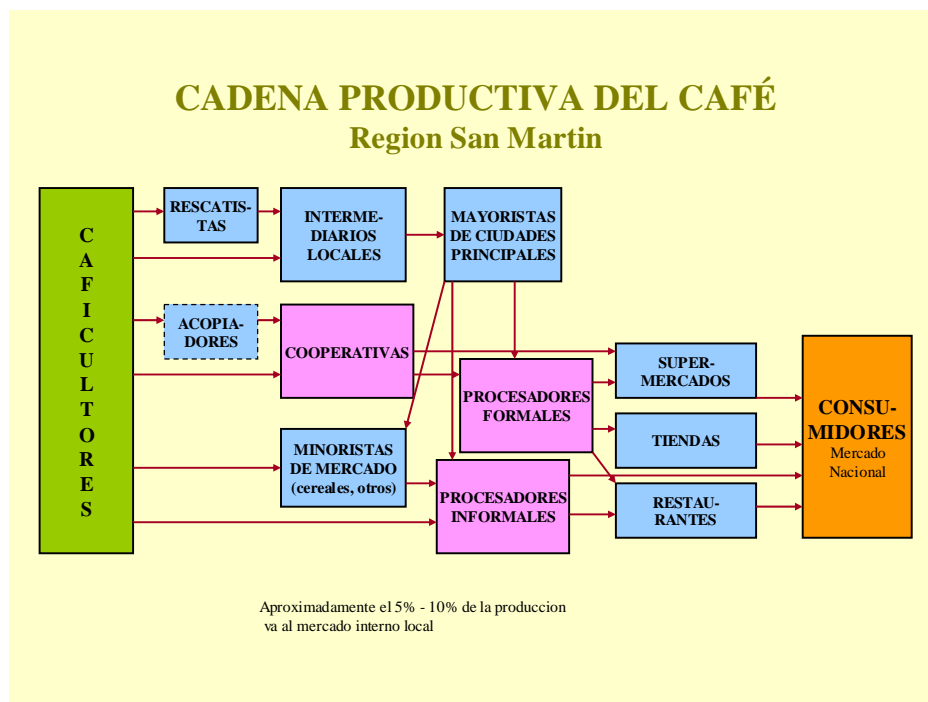 CADENA PRODUCTIVA DEL CAFÉ
Region San Martin
CAFICULTORES
RESCATIS-
TAS
INTERME-
DIARIOS
LOCALES
MAYORISTAS
DE CIUDADES
PRINCIPALES
ACOPIA-
DORES
COOPERATIVAS
PROCESADORES
FORMALES
SUPER-
MERCADOS
TIENDAS
CONSU-
MIDORES
Mercado
Nacional
MINORISTAS
DE MERCADO
(cereales, otros)
PROCESADORES
INFORMALES
RESTAU-
RANTES
Aproximadamente el 5% - 10% de la produccion
va al mercado interno local